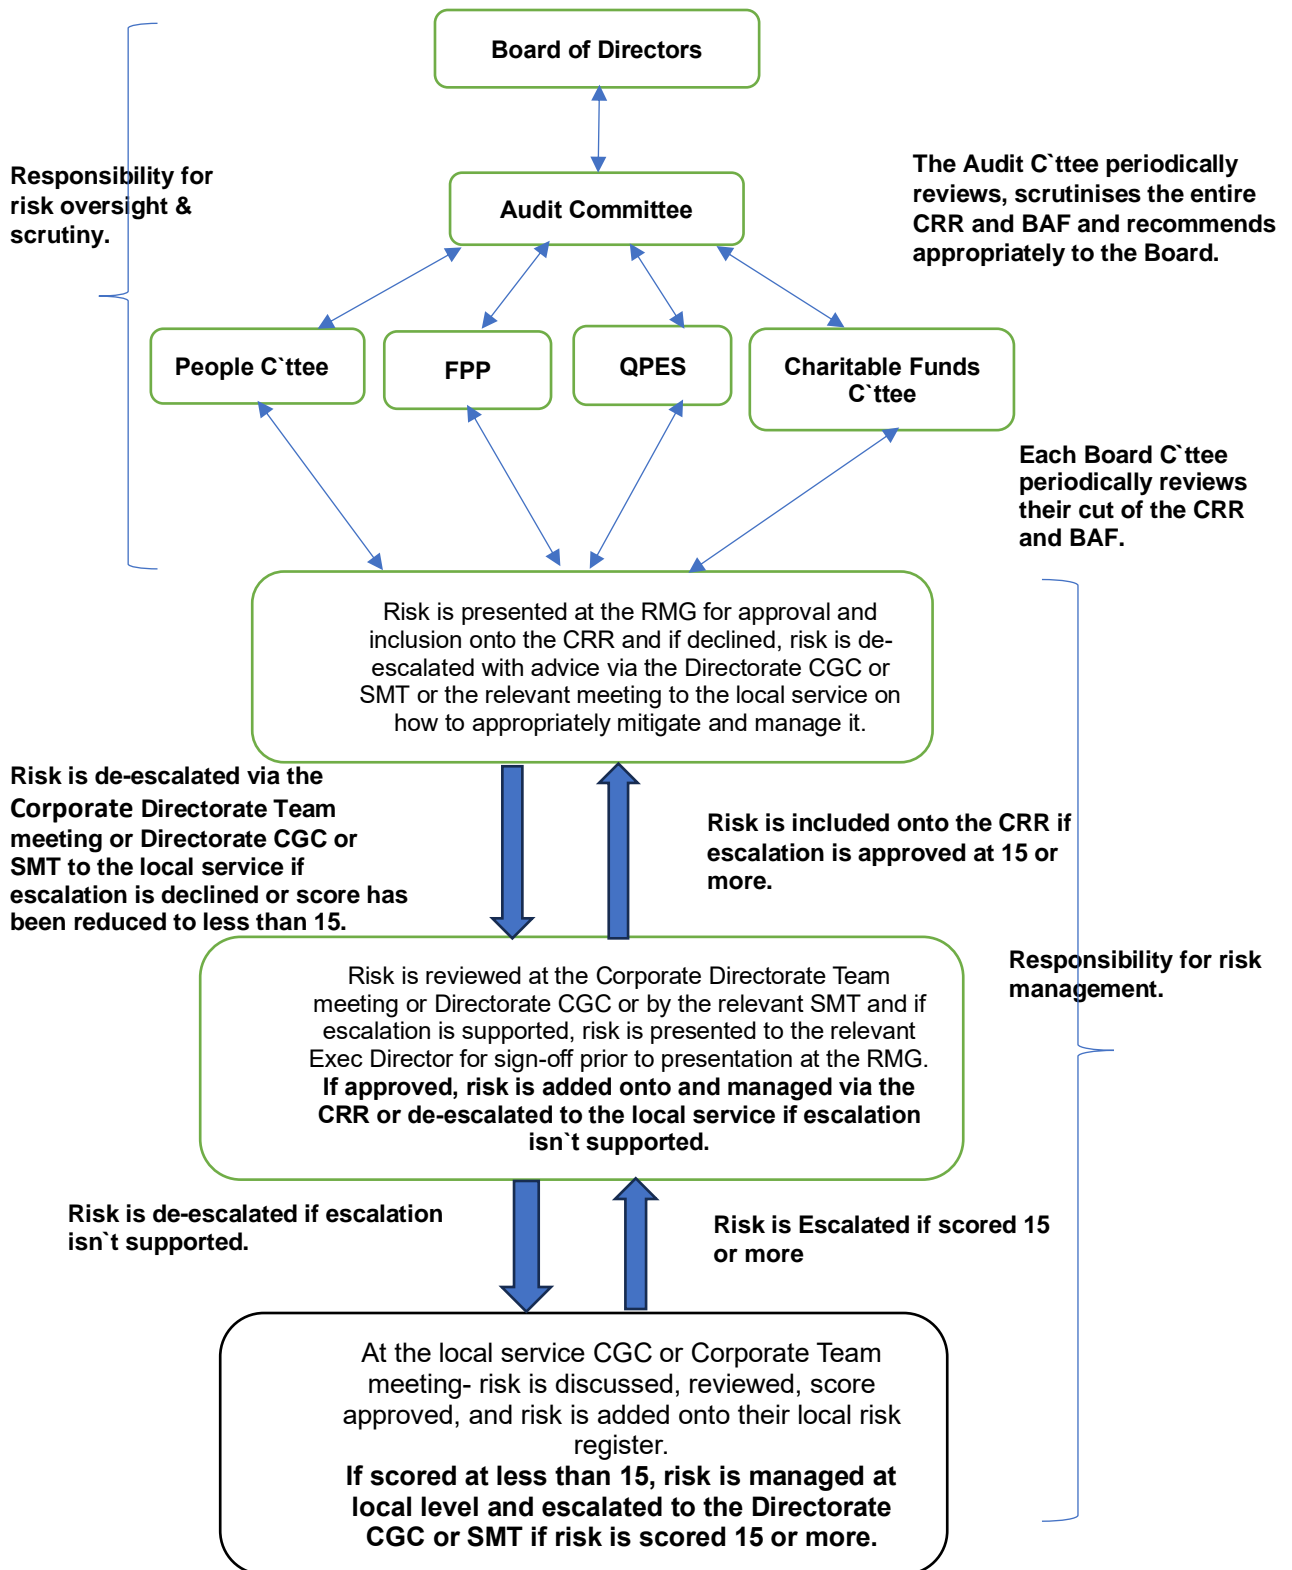 Board of Directors
Responsibility for
risk oversight &
scrutiny.
The Audit C`ttee periodically
reviews, scrutinises the entire
CRR and BAF and recommends
appropriately to the Board.
Audit Committee
People C`ttee
FPP
QPES
Charitable Funds
C`ttee
Each Board C`ttee
periodically reviews
their cut of the CRR
and BAF.
Risk is presented at the RMG for approval and
inclusion onto the CRR and if declined, risk is de-
escalated with advice via the Directorate CGC or
SMT or the relevant meeting to the local service on
how to appropriately mitigate and manage it.
Risk is de-escalated via the
Corporate Directorate Team
meeting or Directorate CGC or
SMT to the local service if
escalation is declined or score has
been reduced to less than 15.
Risk is included onto the CRR if
escalation is approved at 15 or
more.
Risk is reviewed at the Corporate Directorate Team
meeting or Directorate CGC or by the relevant SMT and if
escalation is supported, risk is presented to the relevant
Exec Director for sign-off prior to presentation at the RMG.
If approved, risk is added onto and managed via the
CRR or de-escalated to the local service if escalation
isn`t supported.
Responsibility for risk
management.
Risk is de-escalated if escalation
isn`t supported.
Risk is Escalated if scored 15
or more
At the local service CGC or Corporate Team
meeting- risk is discussed, reviewed, score
approved, and risk is added onto their local risk
register.
If scored at less than 15, risk is managed at
local level and escalated to the Directorate
CGC or SMT if risk is scored 15 or more.